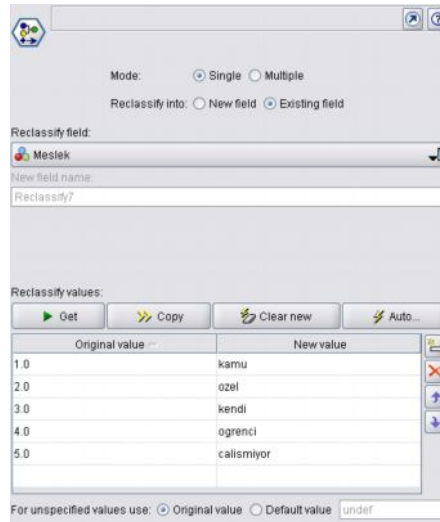 Mode: Single Multiple
Reclassify into: New field Existing field
Reclassify field:
Meslek
New field name:
Reclassify7
Reclassify values:
Get Copy Clear new Auto...
Original value New value
1.0 kamu
2.0 ozel
3.0 kendi
4.0 ogrenci
5.0 calismiyor
For unspecified values use: Original value Default value undef